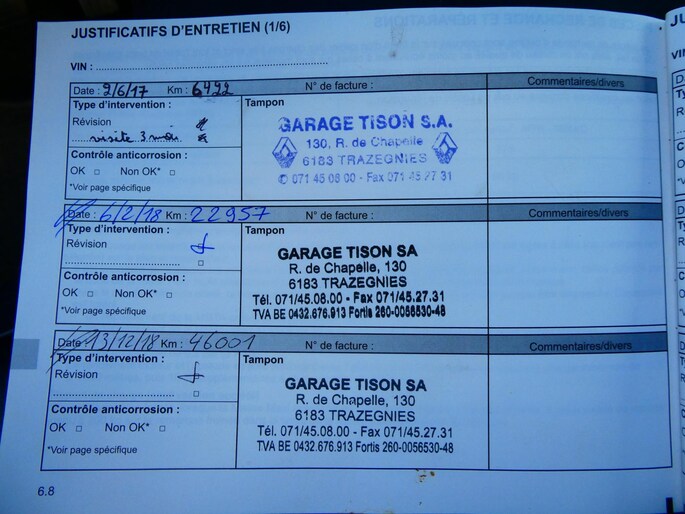 JUSTIFICATIFS D'ENTRETIEN (1/6)
VIN :
Date : 9/6/17 Km : 6422 N° de facture : Commentaires/divers
Type d'intervention :
Révision
visite 3 mois
Contrôle anticorrosion :
OK □ Non OK* □
*Voir page spécifique
Tampon
GARAGE TISON S.A.
130, R. de Chapelle
6183 TRAZEGNIES
✆ 071 45 08 00 - Fax 071 45 27 31
Date : 6/2/18 Km : 22957 N° de facture : Commentaires/divers
Type d'intervention :
Révision
□
Contrôle anticorrosion :
OK □ Non OK* □
*Voir page spécifique
Tampon
GARAGE TISON SA
R. de Chapelle, 130
6183 TRAZEGNIES
Tél. 071/45.08.00 - Fax 071/45.27.31
TVA BE 0432.676.913 Fortis 260-0056530-48
Date 13/12/18 Km : 46001 N° de facture : Commentaires/divers
Type d'intervention :
Révision
□
Contrôle anticorrosion :
OK □ Non OK* □
*Voir page spécifique
Tampon
GARAGE TISON SA
R. de Chapelle, 130
6183 TRAZEGNIES
Tél. 071/45.08.00 - Fax 071/45.27.31
TVA BE 0432.676.913 Fortis 260-0056530-48
6.8